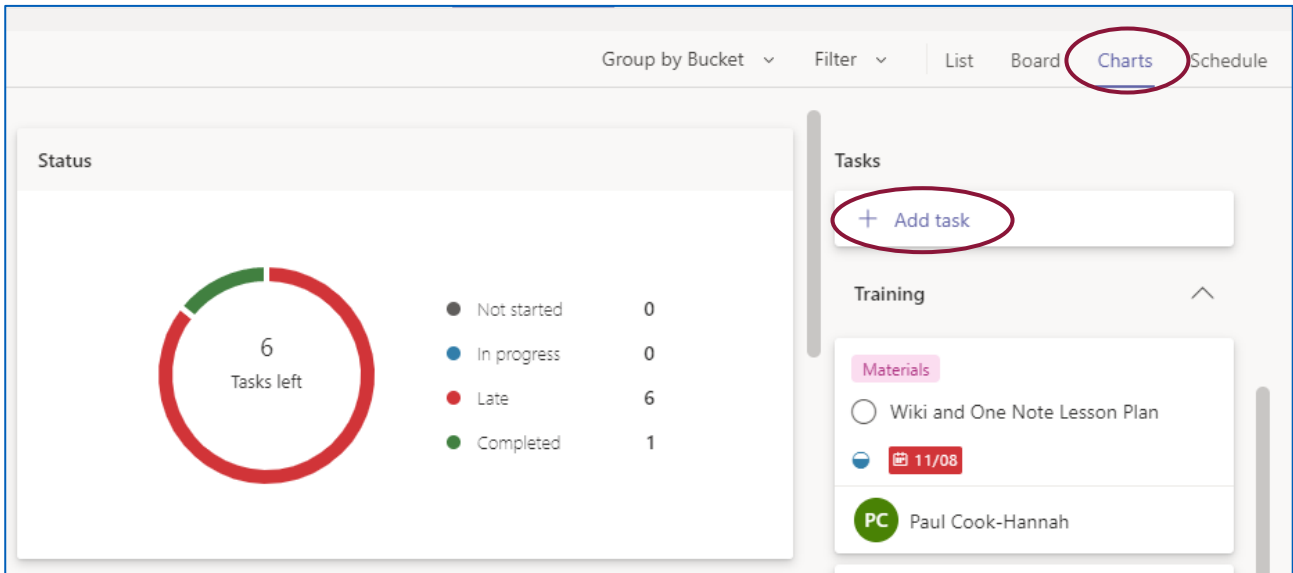 Group by Bucket Filter List Board Charts Schedule
Status
6
Tasks left
Not started 0
In progress 0
Late 6
Completed 1
Tasks
+ Add task
Training
Materials
Wiki and One Note Lesson Plan
11/08
PC Paul Cook-Hannah